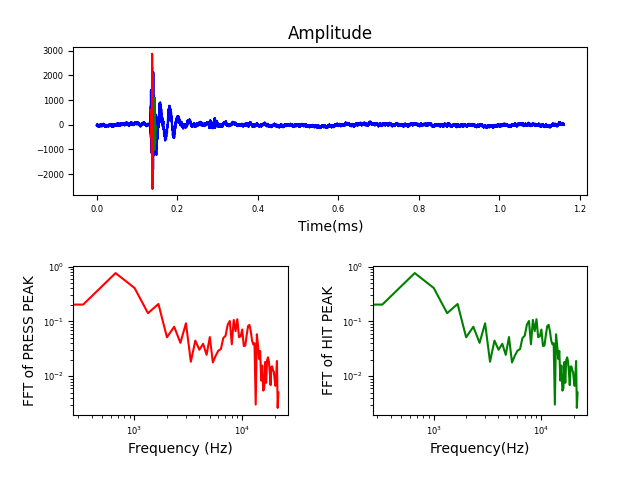 Amplitude
3000
2000
1000
0
−1000
−2000
0.0 0.2 0.4 0.6 0.8 1.0 1.2
Time(ms)
FFT of PRESS PEAK
10⁰
10⁻¹
10⁻²
10³ 10⁴
Frequency (Hz)
FFT of HIT PEAK
10⁰
10⁻¹
10⁻²
10³ 10⁴
Frequency(Hz)